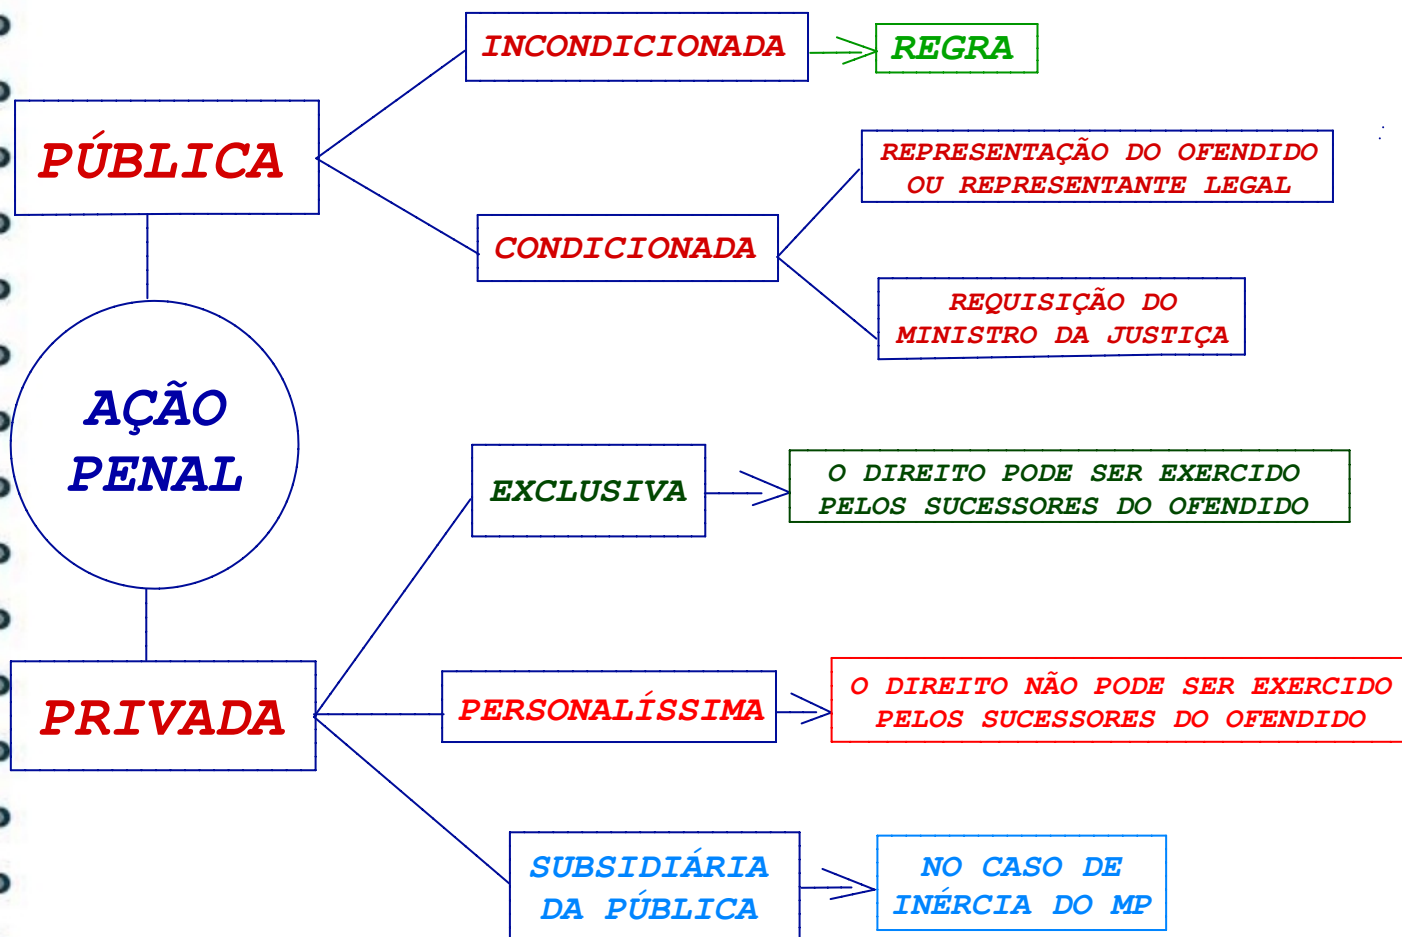 INCONDICIONADA
REGRA
PÚBLICA
REPRESENTAÇÃO DO OFENDIDO
OU REPRESENTANTE LEGAL
CONDICIONADA
REQUISIÇÃO DO
MINISTRO DA JUSTIÇA
AÇÃO
PENAL
EXCLUSIVA
O DIREITO PODE SER EXERCIDO
PELOS SUCESSORES DO OFENDIDO
PRIVADA
PERSONALÍSSIMA
O DIREITO NÃO PODE SER EXERCIDO
PELOS SUCESSORES DO OFENDIDO
SUBSIDIÁRIA
DA PÚBLICA
NO CASO DE
INÉRCIA DO MP